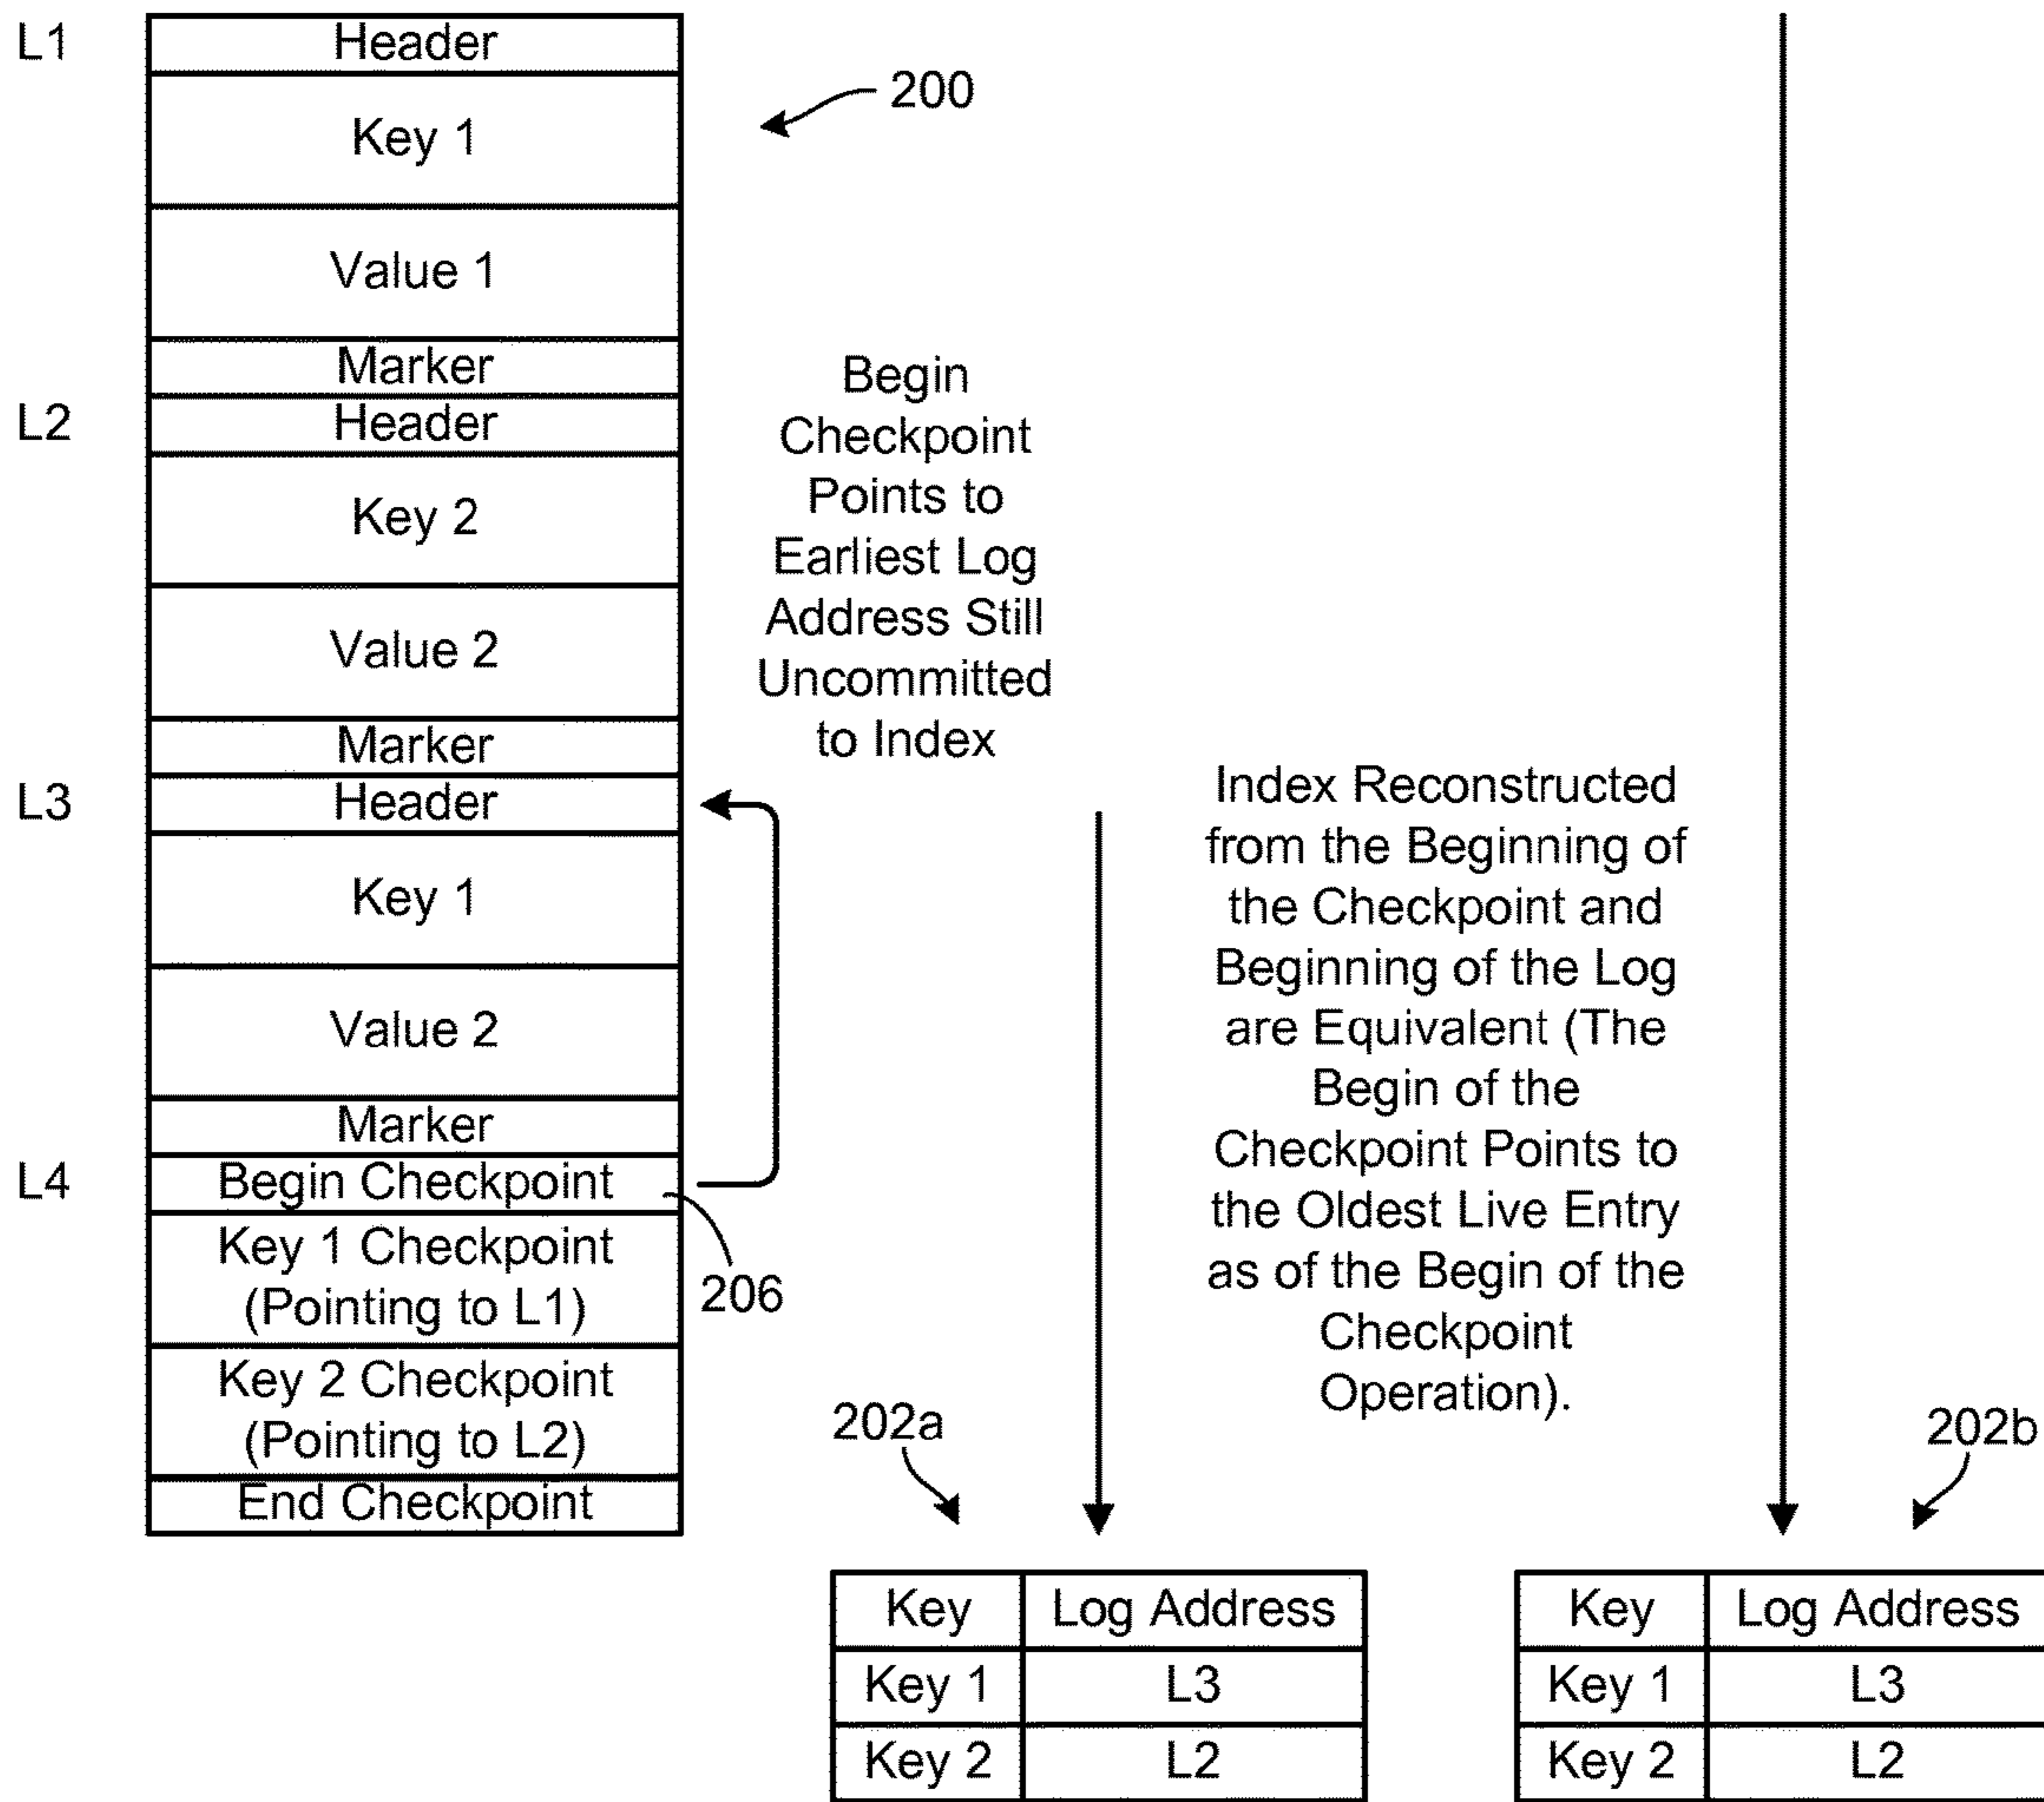 L1
Header
200
Key 1
Value 1
Marker
L2
Header
Key 2
Value 2
Marker
L3
Header
Key 1
Value 2
Marker
L4
Begin Checkpoint
206
Key 1 Checkpoint
(Pointing to L1)
Key 2 Checkpoint
(Pointing to L2)
End Checkpoint
Begin
Checkpoint
Points to
Earliest Log
Address Still
Uncommitted
to Index
Index Reconstructed
from the Beginning of
the Checkpoint and
Beginning of the Log
are Equivalent (The
Begin of the
Checkpoint Points to
the Oldest Live Entry
as of the Begin of the
Checkpoint
Operation).
202a
Key Log Address
Key 1 L3
Key 2 L2
202b
Key Log Address
Key 1 L3
Key 2 L2